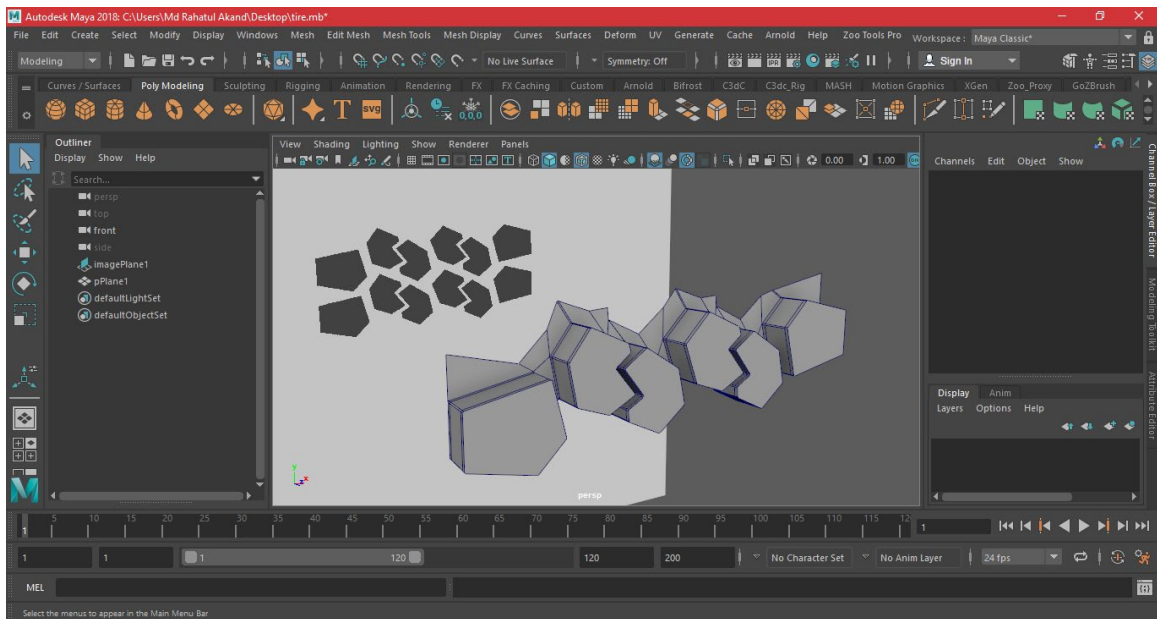 Autodesk Maya 2018: C:\Users\Md Rahatul Akand\Desktop\tire.mb*
File Edit Create Select Modify Display Windows Mesh Edit Mesh Mesh Tools Mesh Display Curves Surfaces Deform UV Generate Cache Arnold Help Zoo Tools Pro Workspace : Maya Classic*
Modeling No Live Surface Symmetry: Off Sign In
Curves / Surfaces Poly Modeling Sculpting Rigging Animation Rendering FX FX Caching Custom Arnold Bifrost C3dC C3dc_Rig MASH Motion Graphics XGen Zoo_Proxy GoZBrush
T svg 0,0,0
Outliner
Display Show Help
Search...
persp
top
front
side
imagePlane1
pPlane1
defaultLightSet
defaultObjectSet
View Shading Lighting Show Renderer Panels
0.00 1.00
y
z x
persp
Channels Edit Object Show
Channel Box / Layer Editor
Modeling Toolkit
Attribute Editor
Display Anim
Layers Options Help
5 10 15 20 25 30 35 40 45 50 55 60 65 70 75 80 85 90 95 100 105 110 115 12
1 1
1 1 1 120 120 200 No Character Set No Anim Layer 24 fps
MEL
Select the menus to appear in the Main Menu Bar